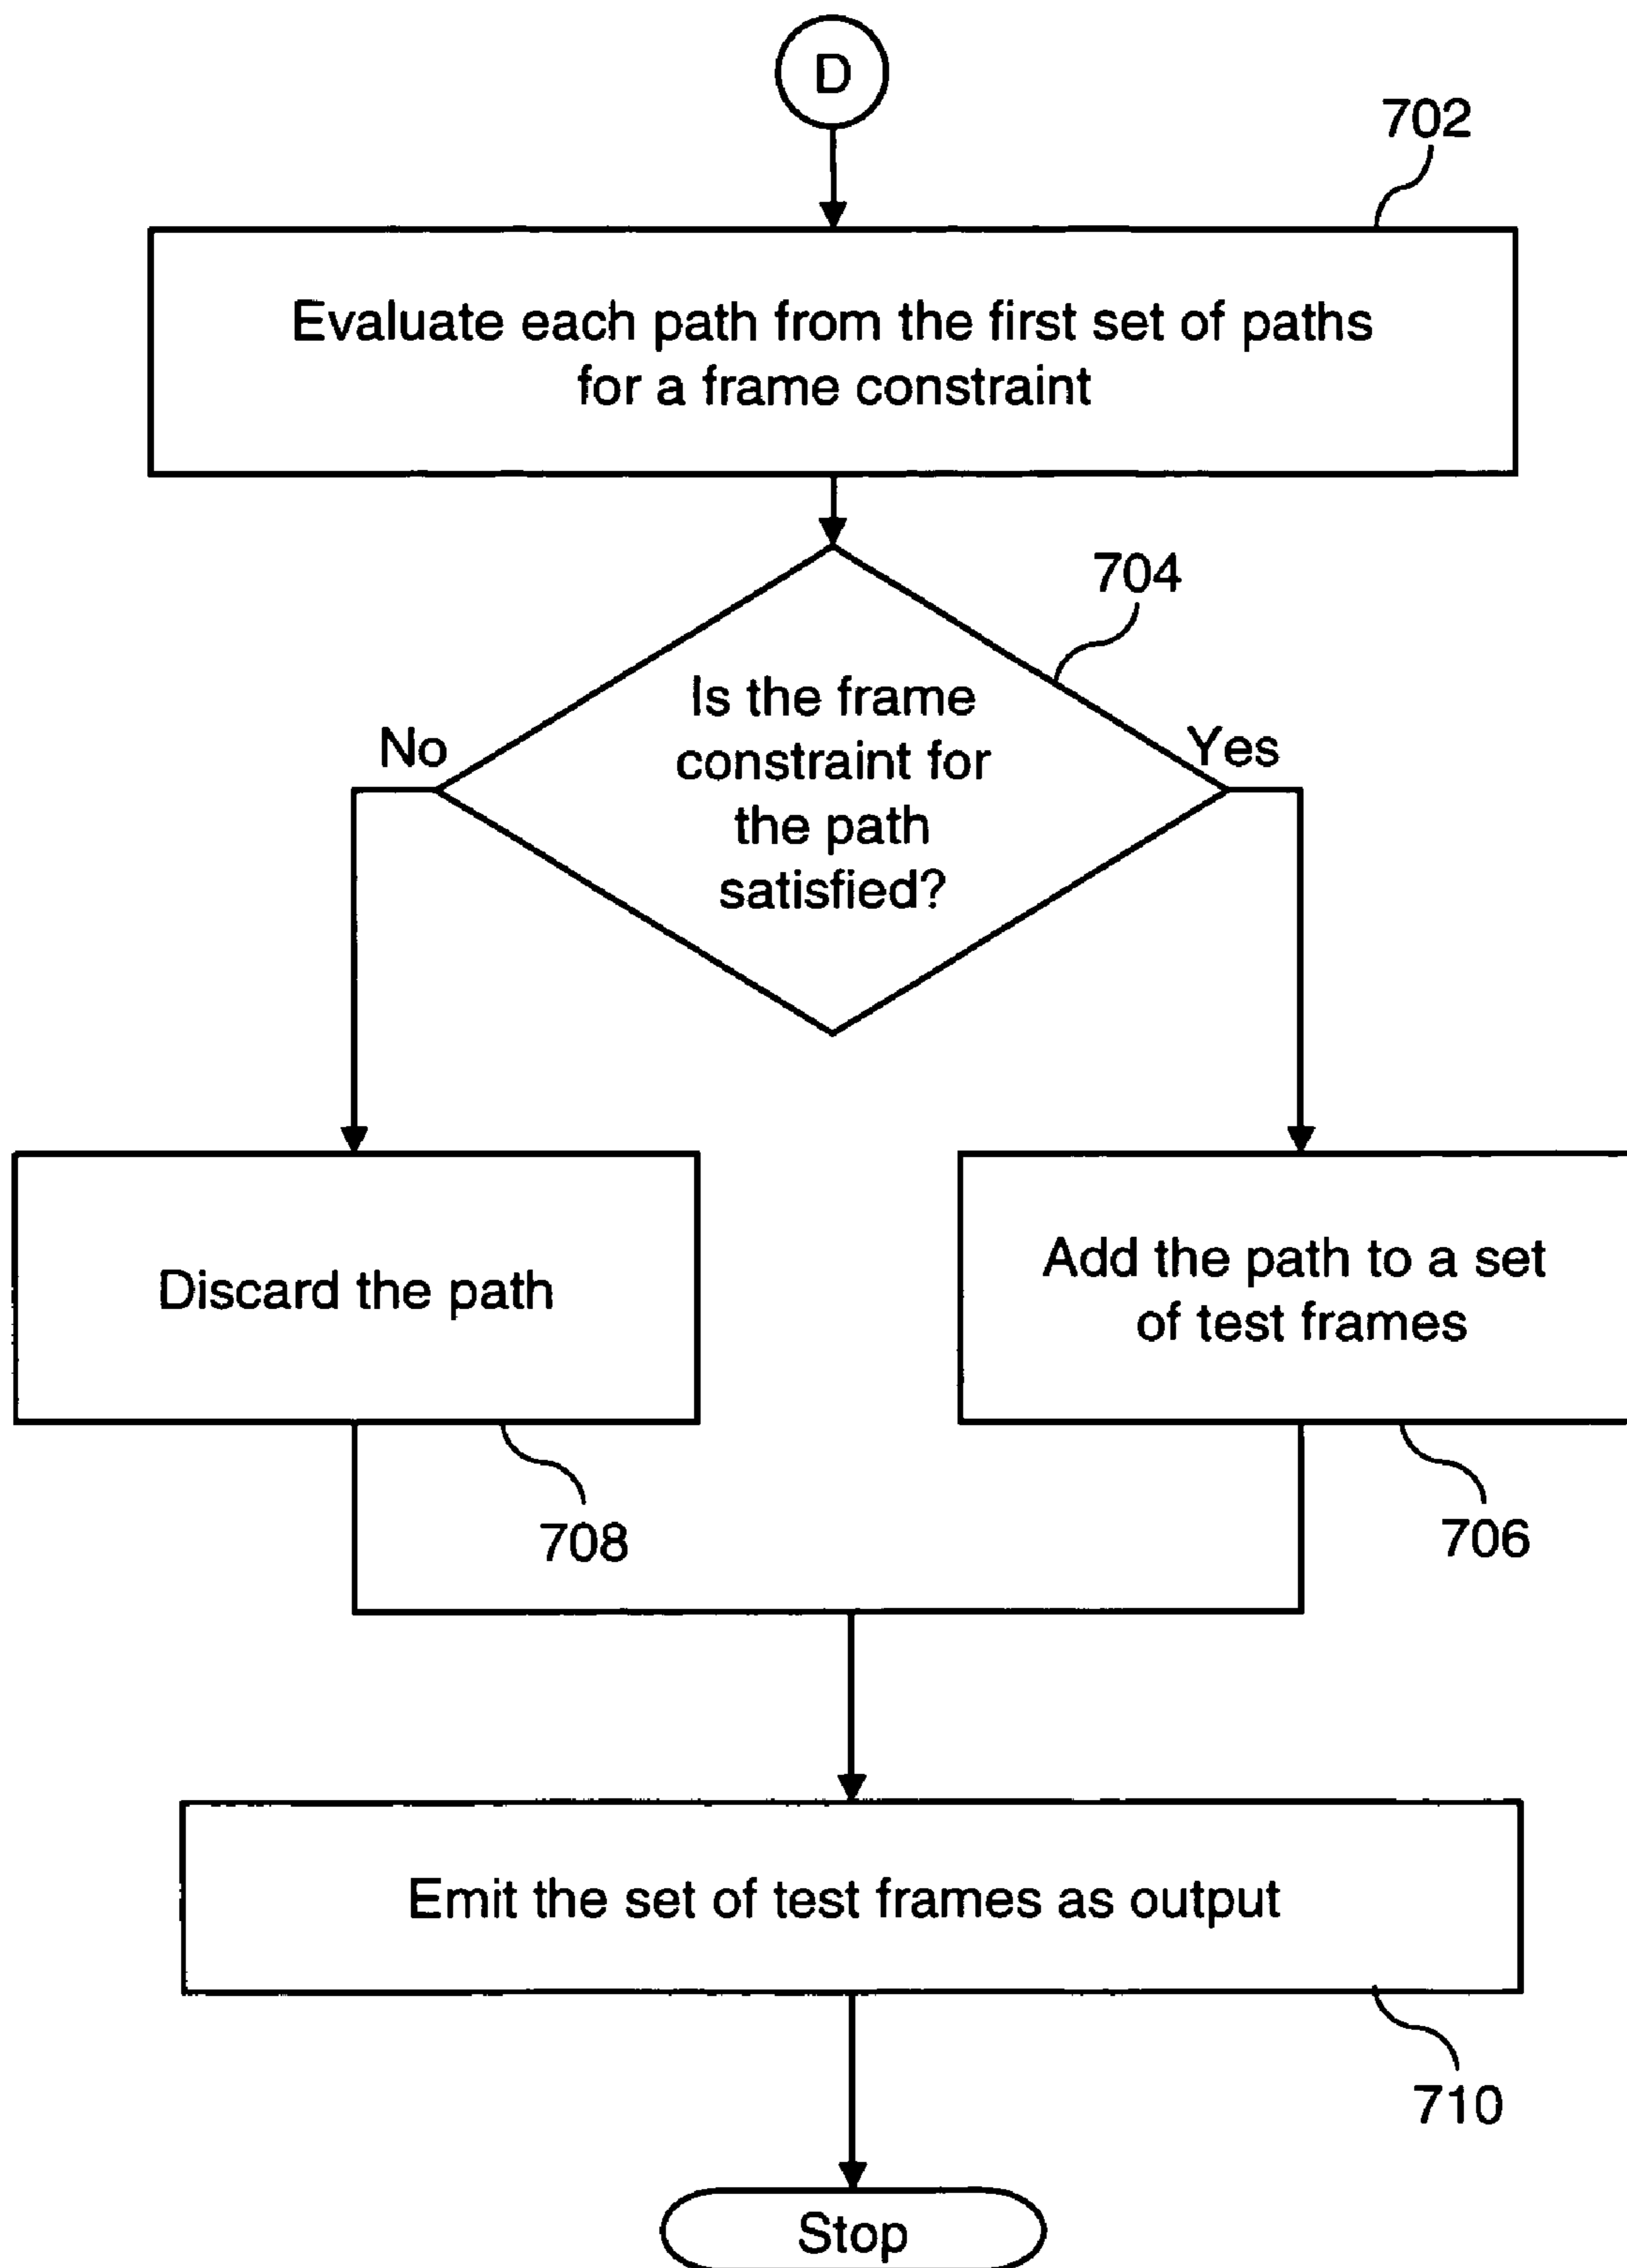 D
702
Evaluate each path from the first set of paths
for a frame constraint
704
Is the frame
constraint for
the path
satisfied?
No
Yes
Discard the path
Add the path to a set
of test frames
708
706
Emit the set of test frames as output
710
Stop